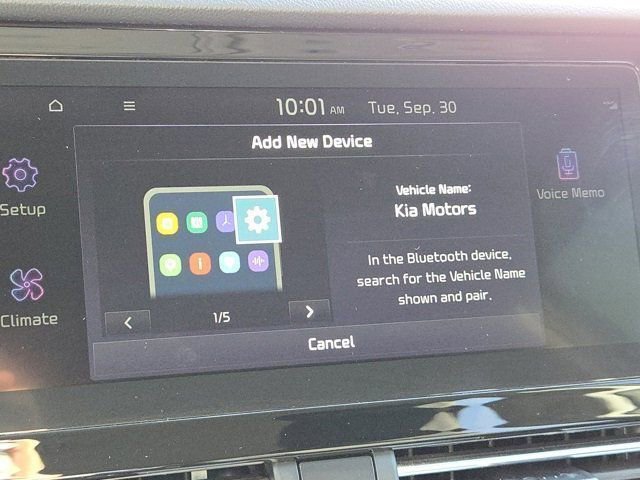 10:01 AM Tue, Sep. 30
Add New Device
Setup
Climate
Vehicle Name:
Kia Motors
In the Bluetooth device,
search for the Vehicle Name
shown and pair.
1/5
Cancel
Voice Memo